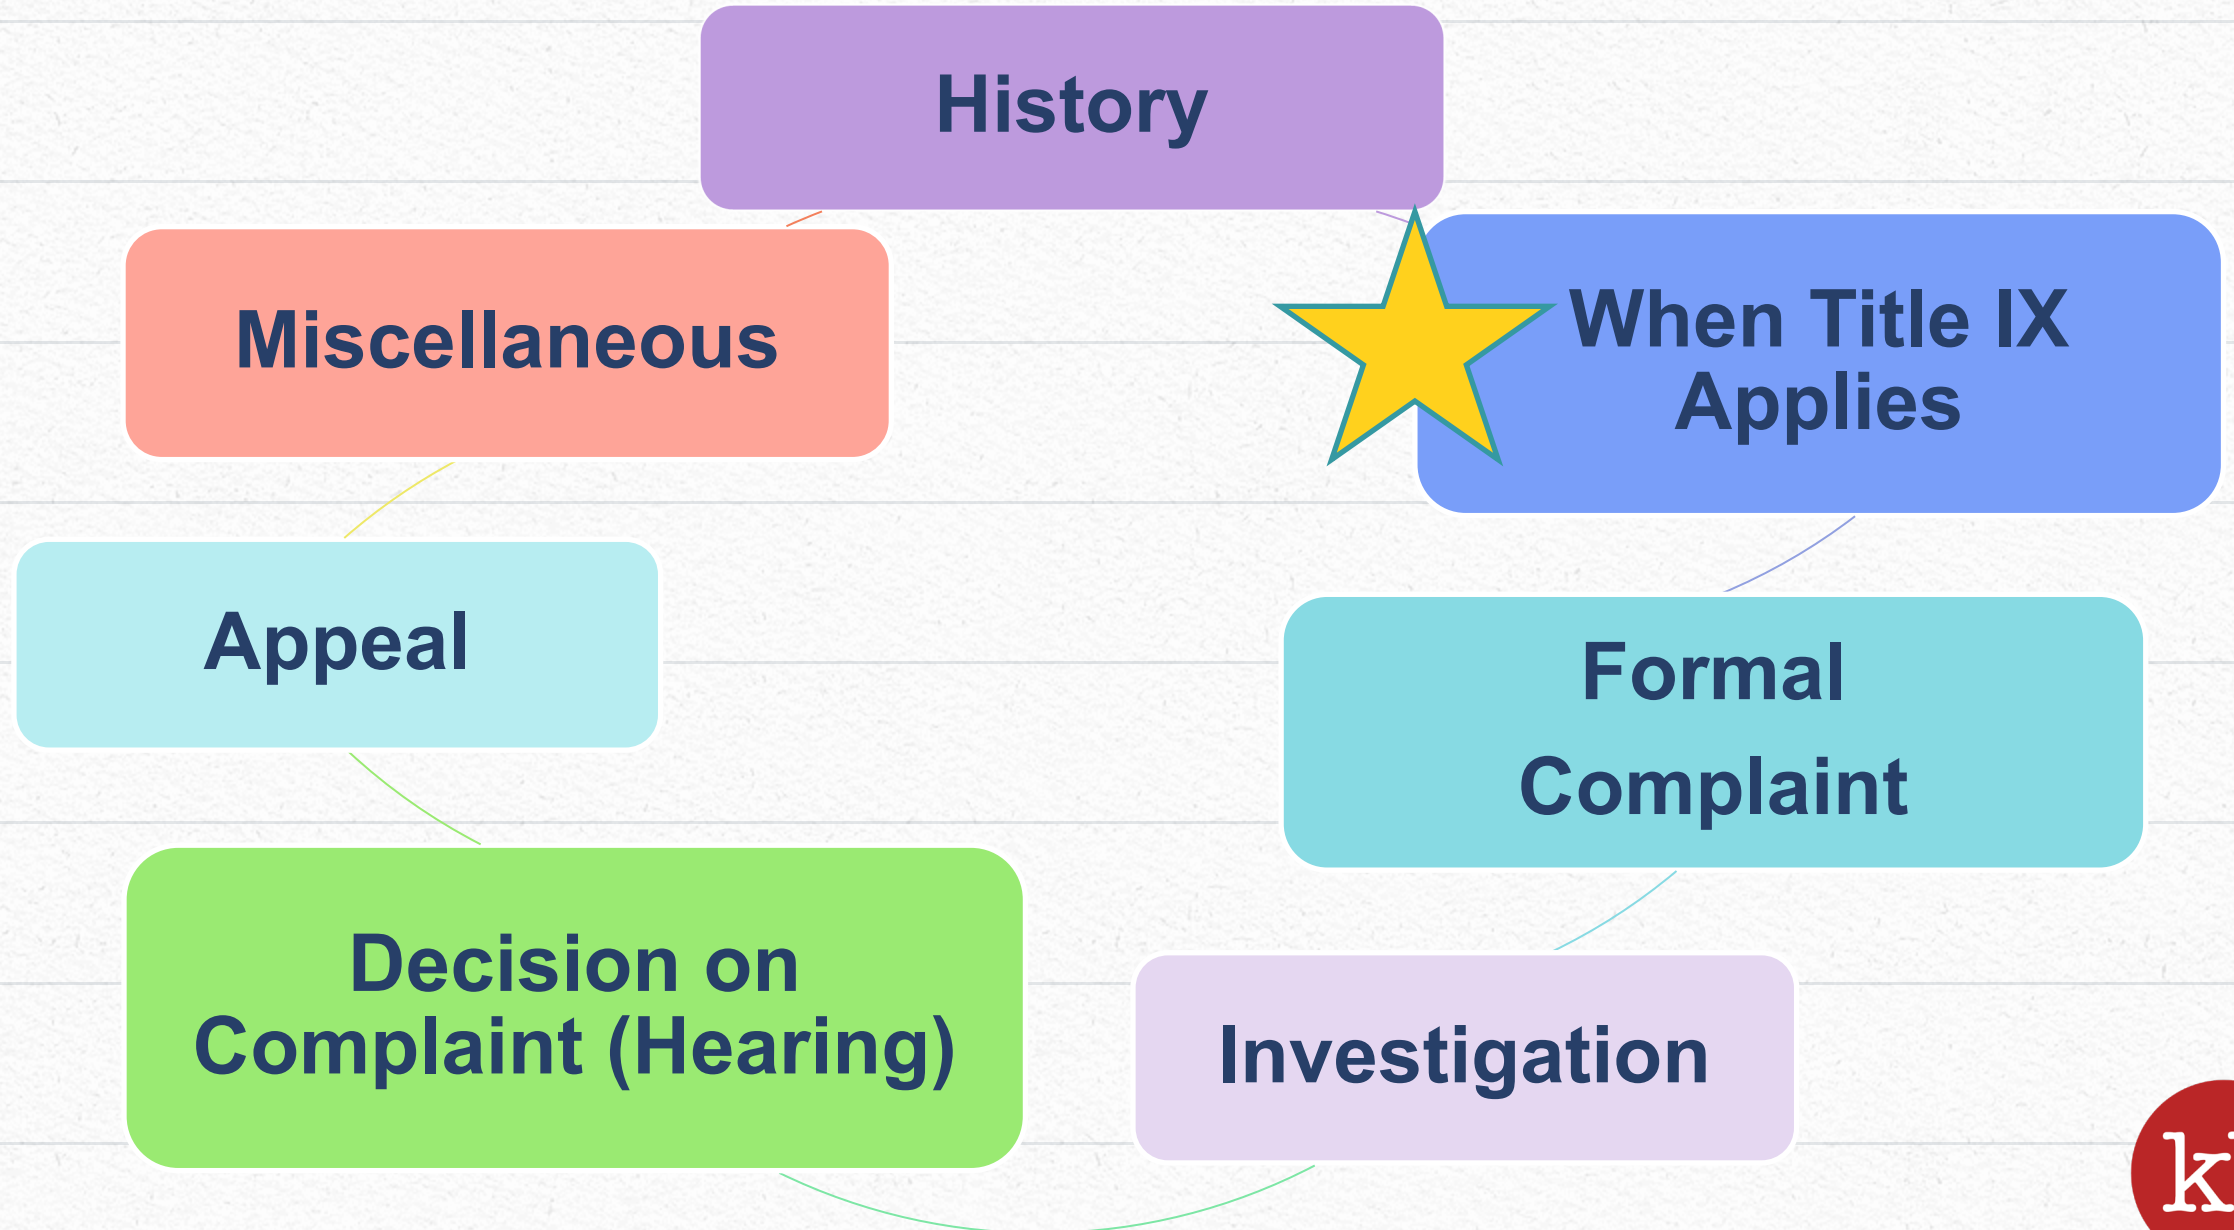 History
When Title IX
Applies
Formal
Complaint
Investigation
Decision on
Complaint (Hearing)
Appeal
Miscellaneous